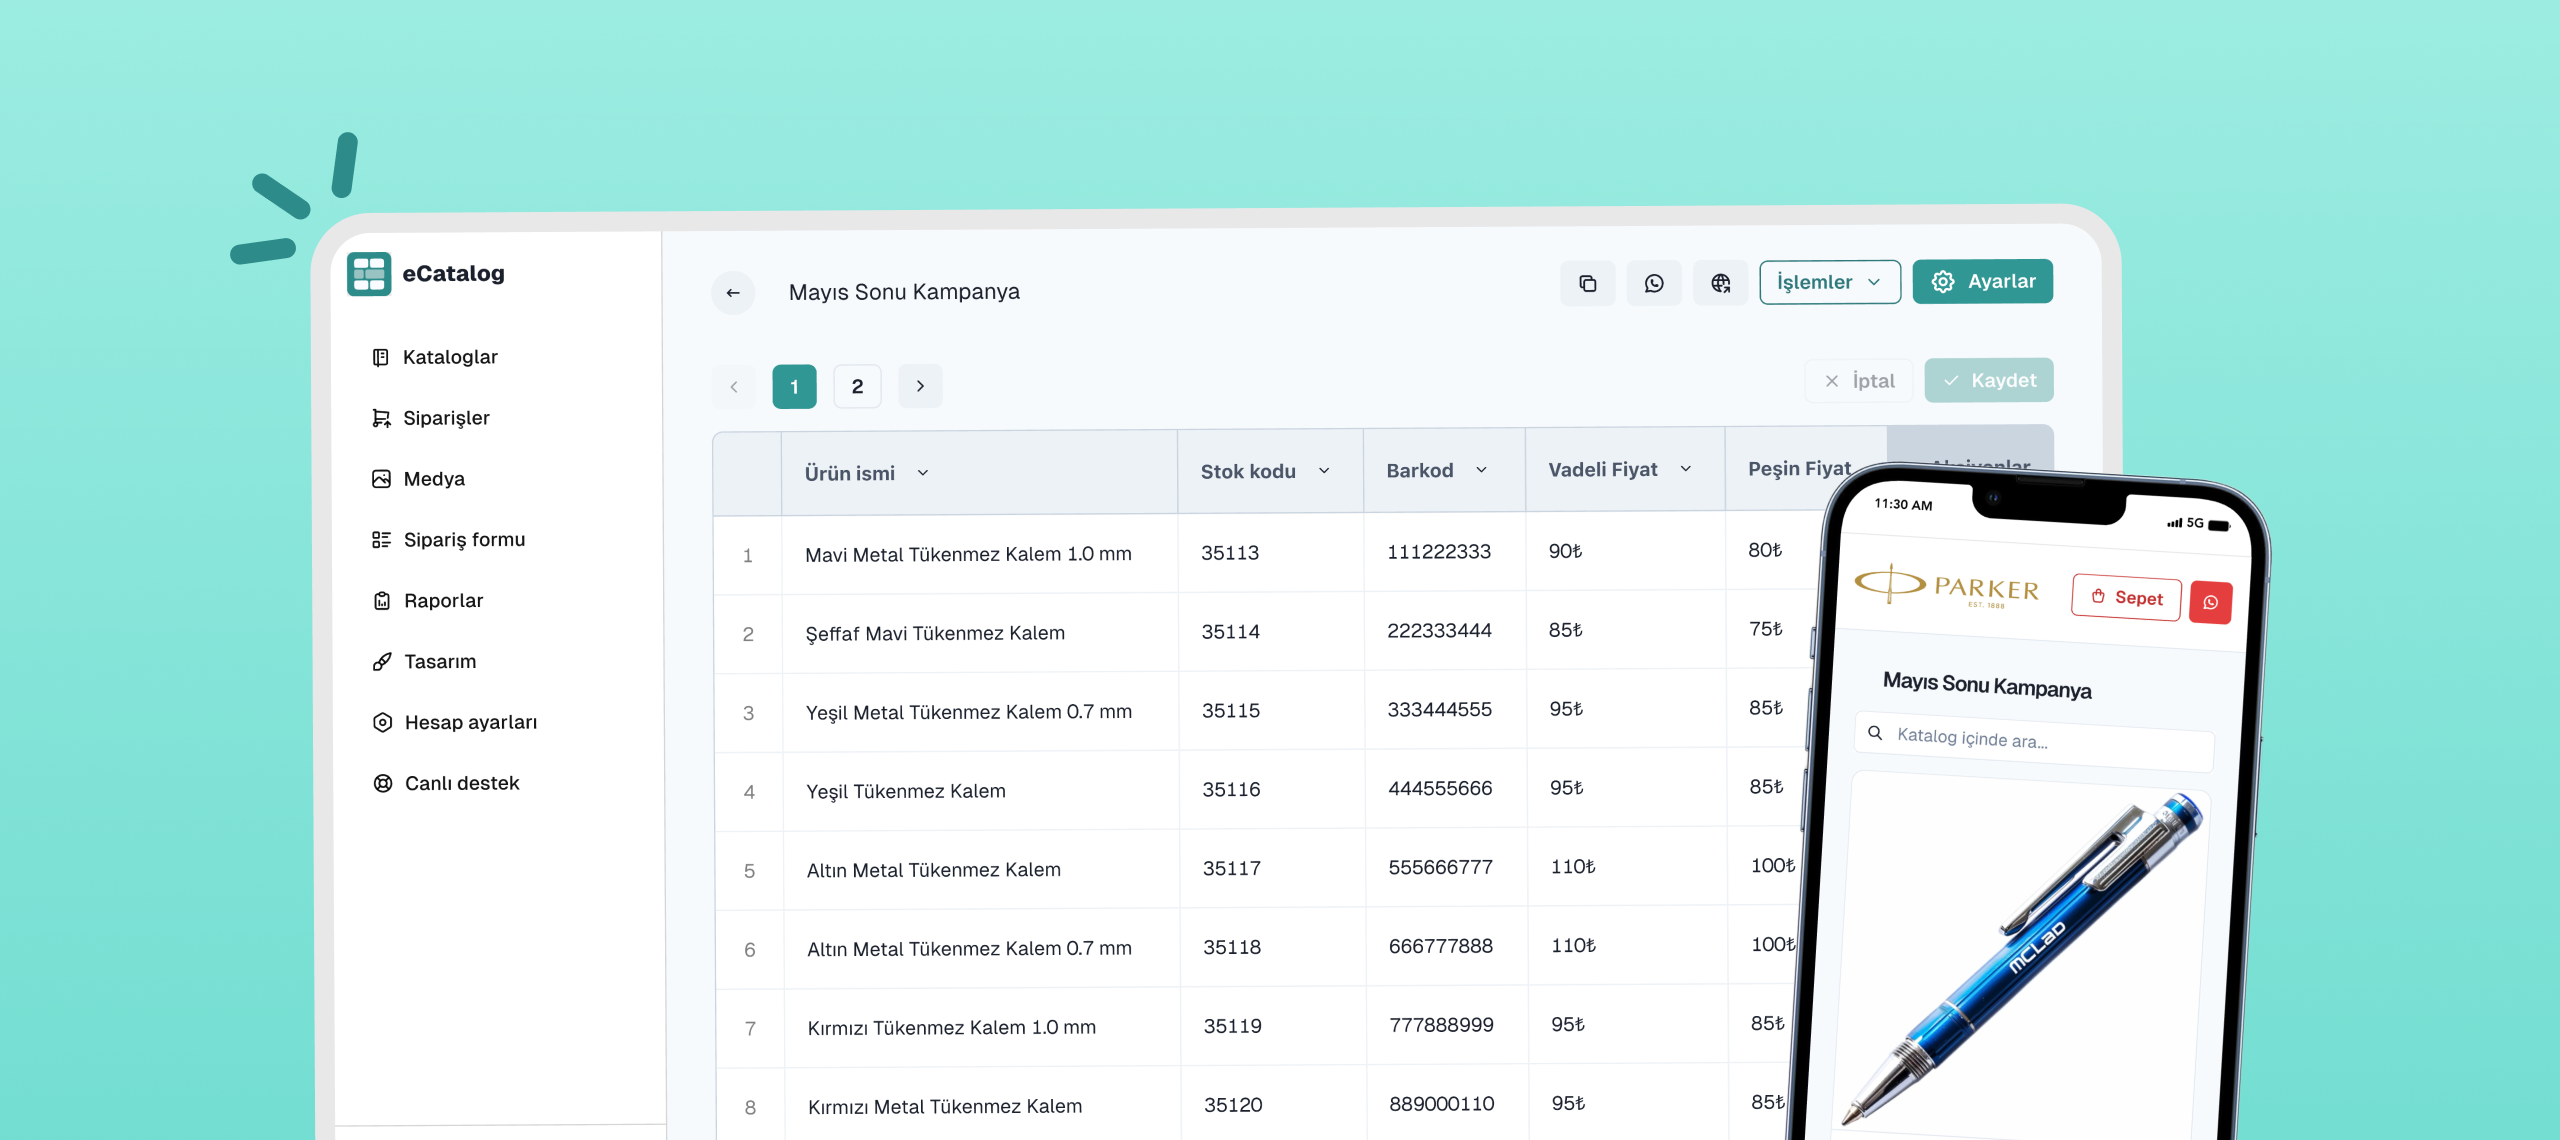 eCatalog
Kataloglar
Siparişler
Medya
Sipariş formu
Raporlar
Tasarım
Hesap ayarları
Canlı destek
Mayıs Sonu Kampanya
İşlemler
Ayarlar
1
2
İptal
Kaydet
Ürün ismi Stok kodu Barkod Vadeli Fiyat Peşin Fiyat
1 Mavi Metal Tükenmez Kalem 1.0 mm 35113 111222333 90₺ 80₺
2 Şeffaf Mavi Tükenmez Kalem 35114 222333444 85₺ 75₺
3 Yeşil Metal Tükenmez Kalem 0.7 mm 35115 333444555 95₺ 85₺
4 Yeşil Tükenmez Kalem 35116 444555666 95₺ 85₺
5 Altın Metal Tükenmez Kalem 35117 555666777 110₺ 100₺
6 Altın Metal Tükenmez Kalem 0.7 mm 35118 666777888 110₺ 100₺
7 Kırmızı Tükenmez Kalem 1.0 mm 35119 777888999 95₺ 85₺
8 Kırmızı Metal Tükenmez Kalem 35120 889000110 95₺ 85₺
11:30 AM
5G
PARKER
EST. 1888
Sepet
Mayıs Sonu Kampanya
Katalog içinde ara...
mCLaD